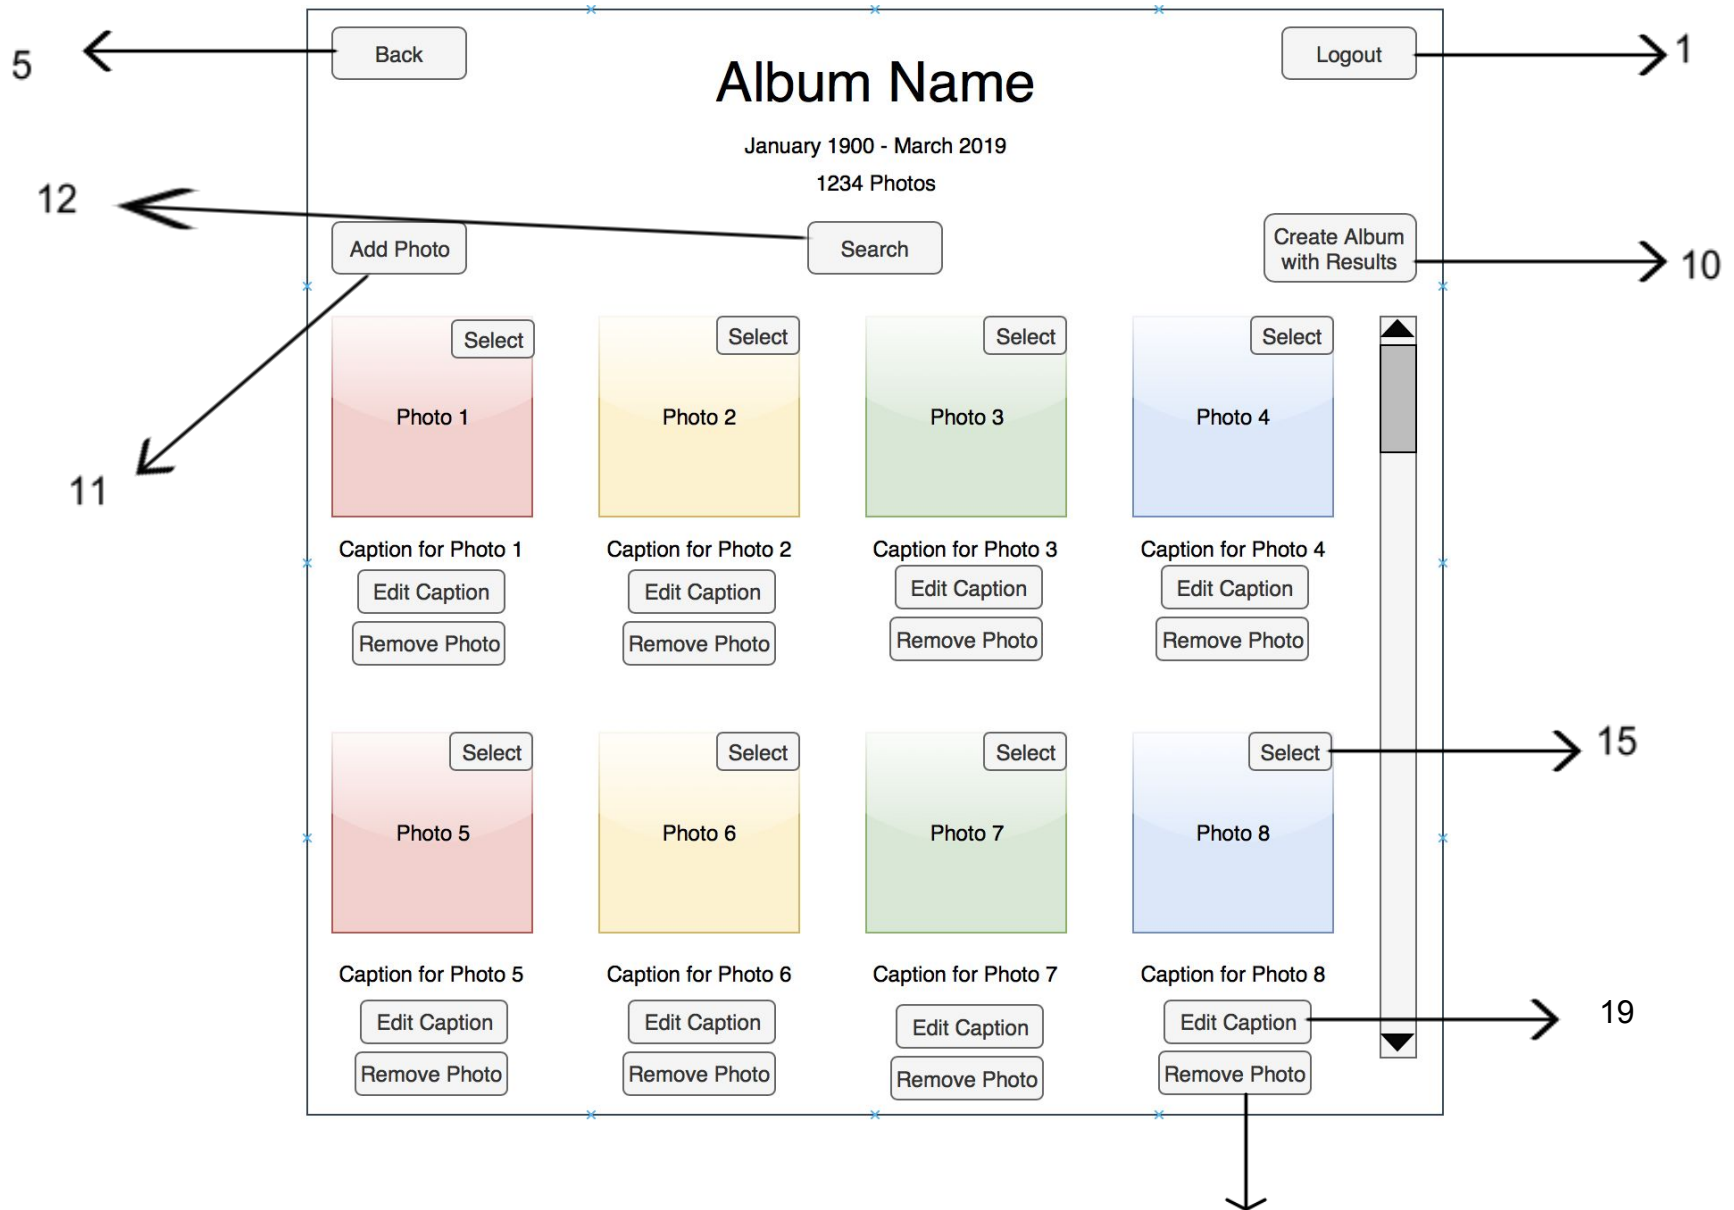 5
Back
Logout
1
Album Name
January 1900 - March 2019
1234 Photos
12
Add Photo
Search
Create Album
with Results
10
11
Select
Select
Select
Select
Photo 1
Photo 2
Photo 3
Photo 4
Caption for Photo 1
Caption for Photo 2
Caption for Photo 3
Caption for Photo 4
Edit Caption
Edit Caption
Edit Caption
Edit Caption
Remove Photo
Remove Photo
Remove Photo
Remove Photo
Select
Select
Select
Select
15
Photo 5
Photo 6
Photo 7
Photo 8
Caption for Photo 5
Caption for Photo 6
Caption for Photo 7
Caption for Photo 8
Edit Caption
Edit Caption
Edit Caption
Edit Caption
19
Remove Photo
Remove Photo
Remove Photo
Remove Photo